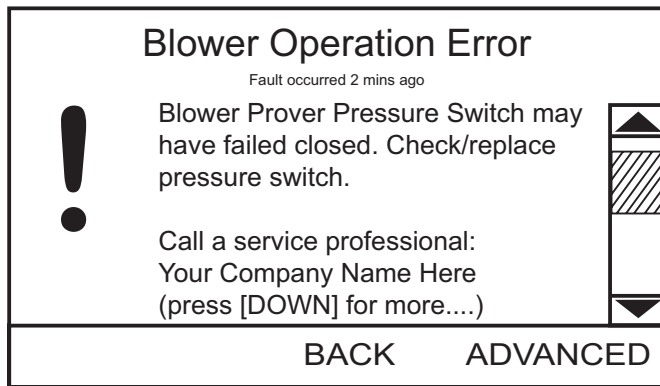 Blower Operation Error
Fault occurred 2 mins ago
Blower Prover Pressure Switch may
have failed closed. Check/replace
pressure switch.
Call a service professional:
Your Company Name Here
(press [DOWN] for more....)
BACK ADVANCED